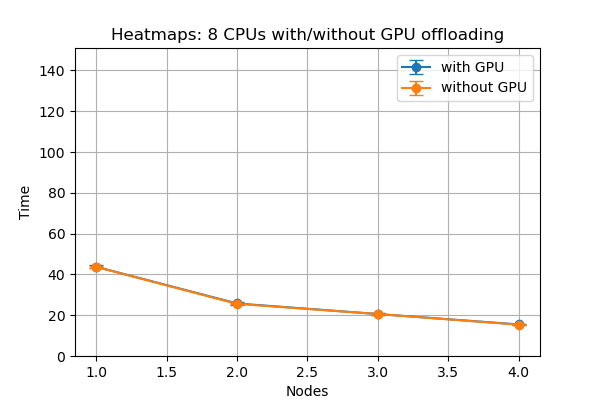 Heatmaps: 8 CPUs with/without GPU offloading
with GPU
without GPU
Time
140
120
100
80
60
40
20
0
1.0 1.5 2.0 2.5 3.0 3.5 4.0
Nodes